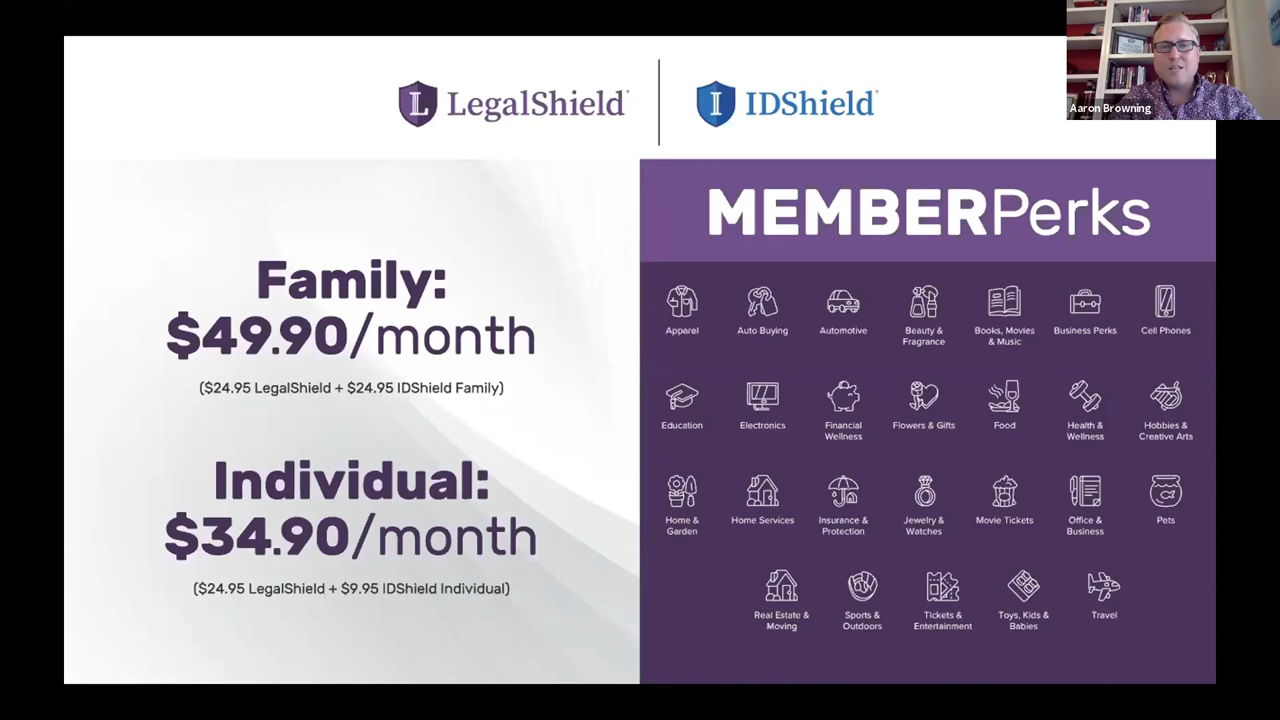 LegalShield
IDShield
Aaron Browning
MEMBERPerks
Family:
$49.90/month
($24.95 LegalShield + $24.95 IDShield Family)
Individual:
$34.90/month
($24.95 LegalShield + $9.95 IDShield Individual)
Apparel
Auto Buying
Automotive
Beauty &
Fragrance
Books, Movies
& Music
Business Perks
Cell Phones
Education
Electronics
Financial
Wellness
Flowers & Gifts
Food
Health &
Wellness
Hobbies &
Creative Arts
Home &
Garden
Home Services
Insurance &
Protection
Jewelry &
Watches
Movie Tickets
Office &
Business
Pets
Real Estate &
Moving
Sports &
Outdoors
Tickets &
Entertainment
Toys, Kids &
Babies
Travel